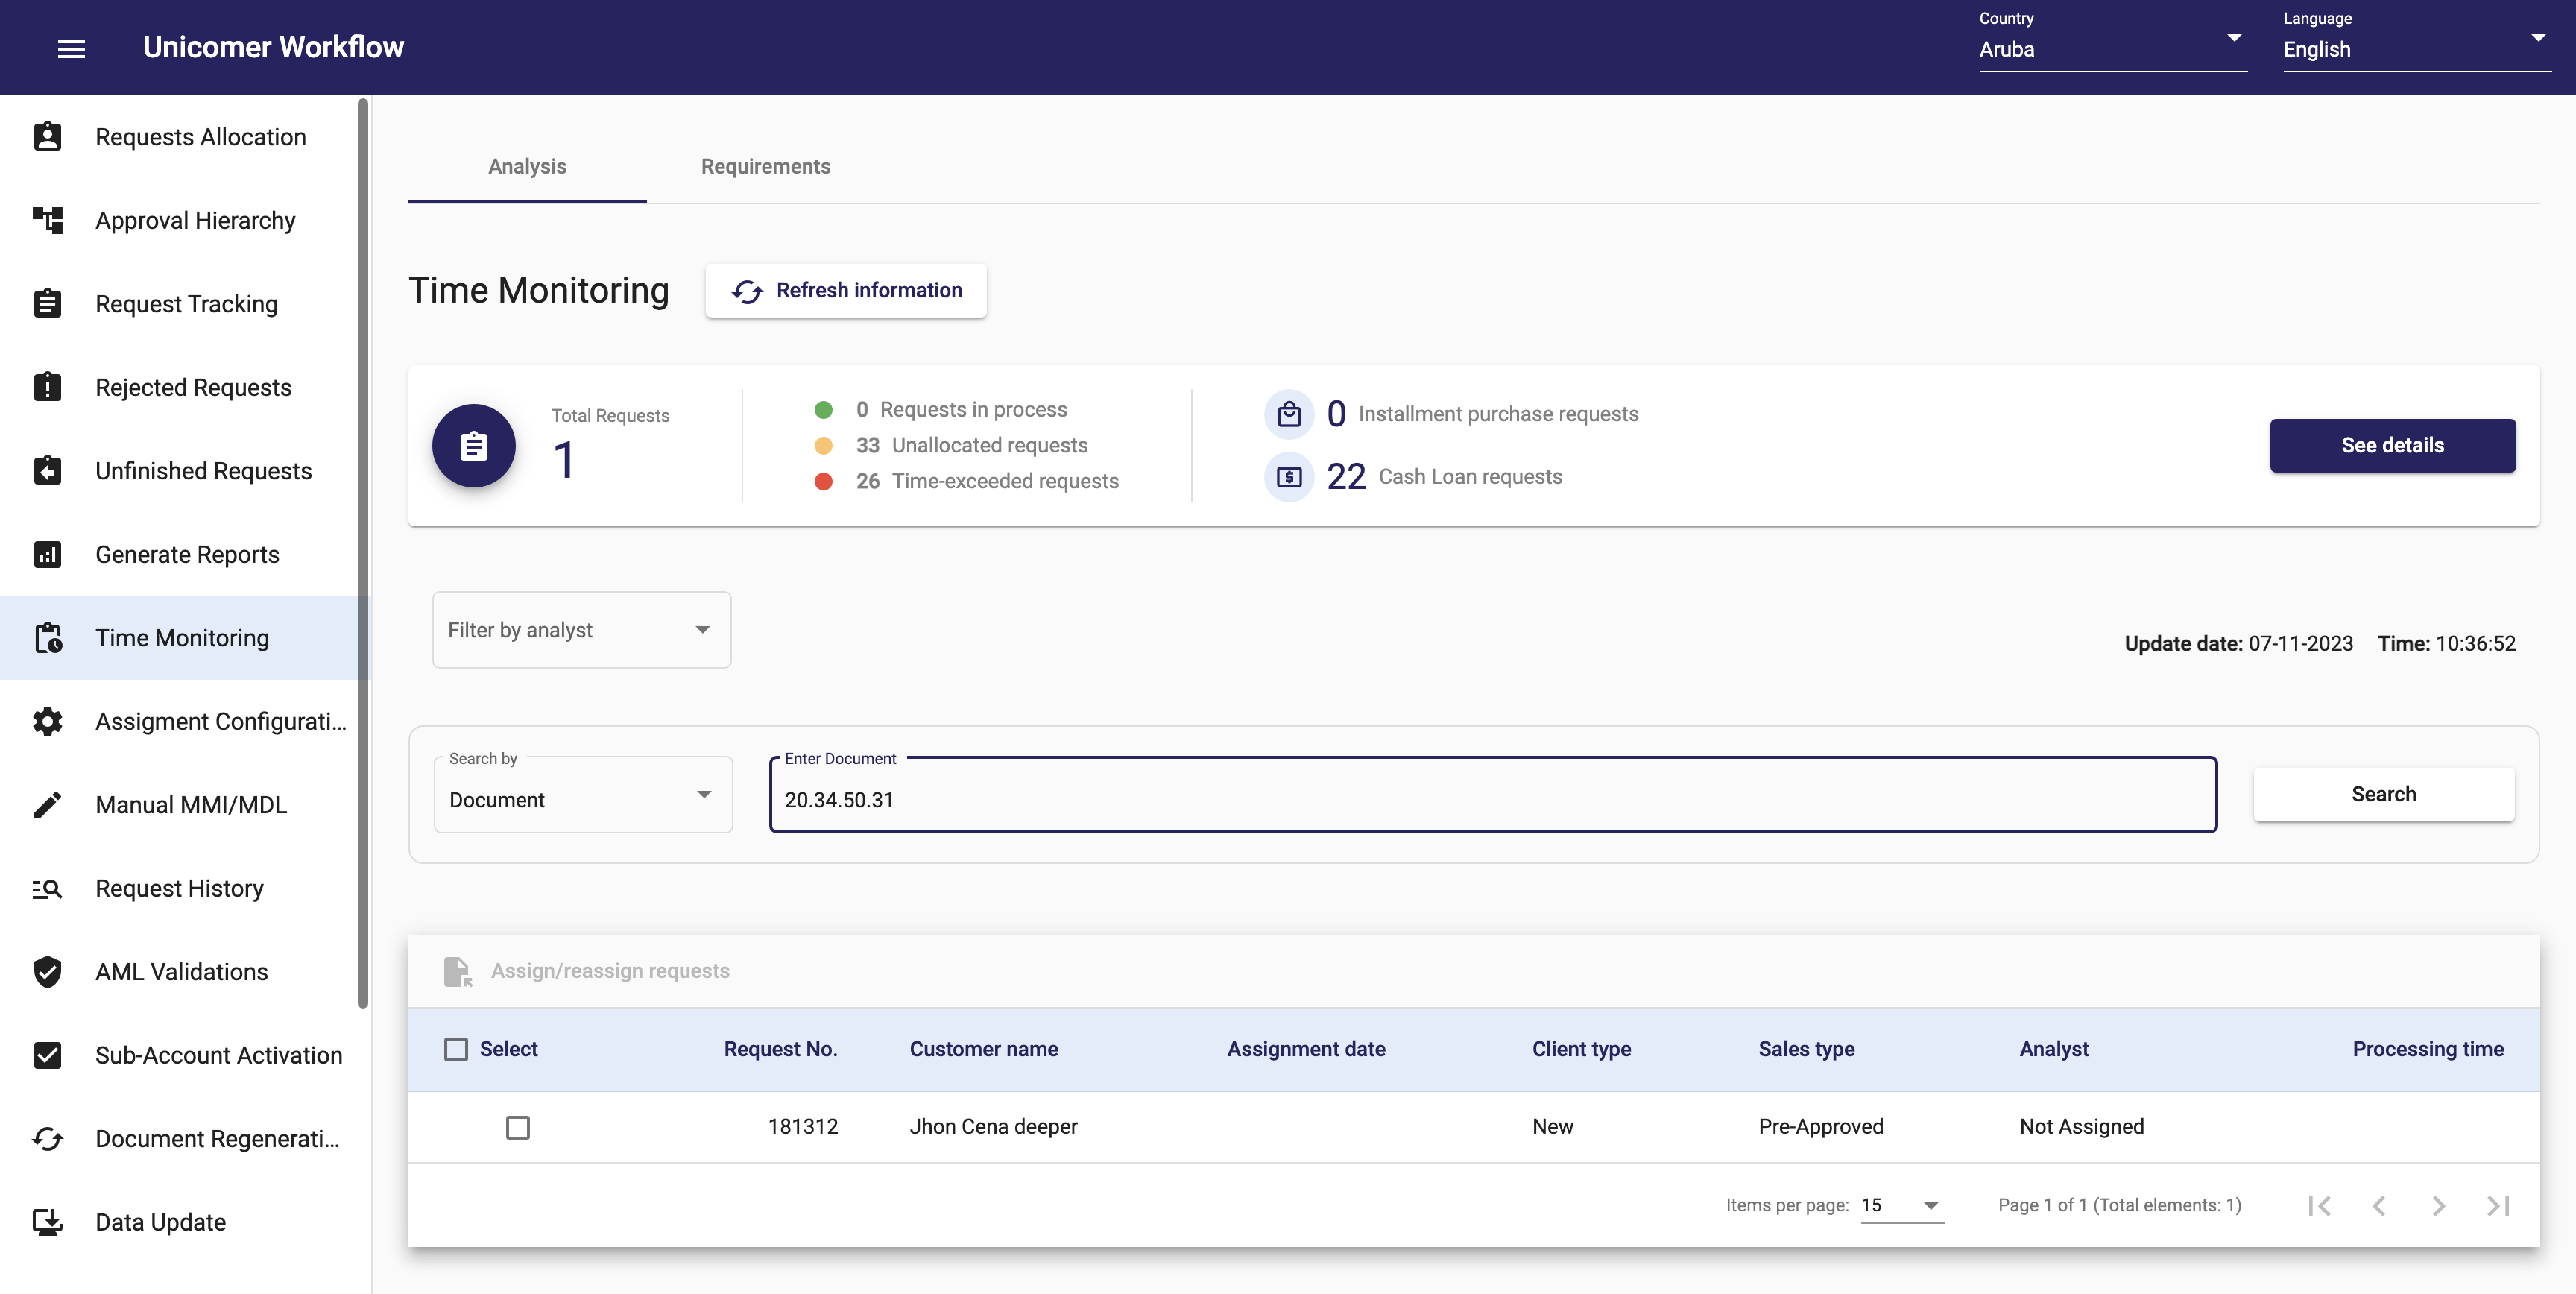 Unicomer Workflow
Country
Aruba
Language
English
Requests Allocation
Approval Hierarchy
Request Tracking
Rejected Requests
Unfinished Requests
Generate Reports
Time Monitoring
Assigment Configurati...
Manual MMI/MDL
Request History
AML Validations
Sub-Account Activation
Document Regenerati...
Data Update
Analysis
Requirements
Time Monitoring
Refresh information
Total Requests
1
0 Requests in process
33 Unallocated requests
26 Time-exceeded requests
0 Installment purchase requests
22 Cash Loan requests
See details
Filter by analyst
Update date: 07-11-2023 Time: 10:36:52
Search by
Document
Enter Document
20.34.50.31
Search
Assign/reassign requests
Select Request No. Customer name Assignment date Client type Sales type Analyst Processing time
181312 Jhon Cena deeper New Pre-Approved Not Assigned
Items per page: 15 Page 1 of 1 (Total elements: 1)